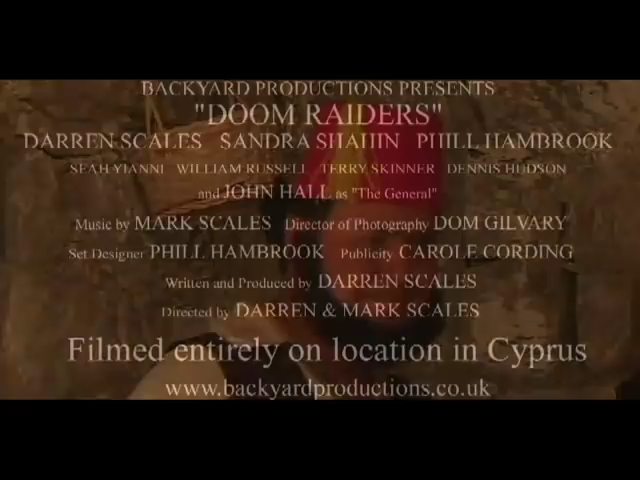 BACKYARD PRODUCTIONS PRESENTS
"DOOM RAIDERS"
DARREN SCALES SANDRA SHAHIN PHILL HAMBROOK
SEAH YIANNI WILLIAM RUSSELL TERRY SKINNER DENNIS HUDSON
and JOHN HALL as "The General"
Music by MARK SCALES Director of Photography DOM GILVARY
Set Designer PHILL HAMBROOK Publicity CAROLE CORDING
Written and Produced by DARREN SCALES
Directed by DARREN & MARK SCALES
Filmed entirely on location in Cyprus
www.backyardproductions.co.uk